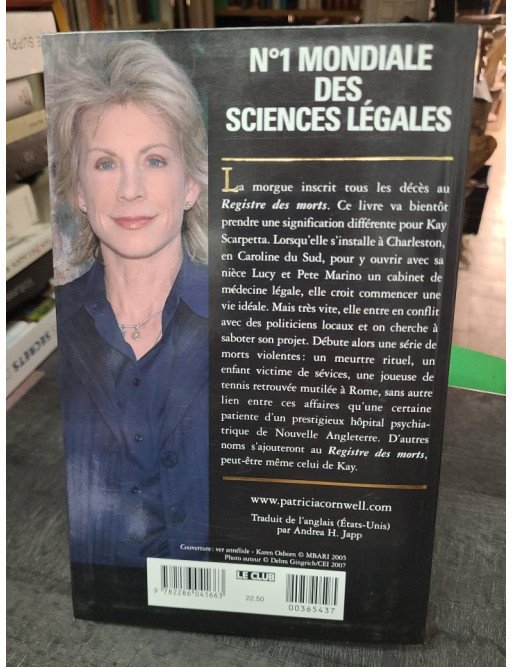 N°1 MONDIALE
DES
SCIENCES LÉGALES
La morgue inscrit tous les décès au
Registre des morts. Ce livre va bientôt
prendre une signification différente pour Kay
Scarpetta. Lorsqu'elle s'installe à Charleston,
en Caroline du Sud, pour y ouvrir avec sa
nièce Lucy et Pete Marino un cabinet de
médecine légale, elle croit commencer une
vie idéale. Mais très vite, elle entre en conflit
avec des politiciens locaux et on cherche à
saboter son projet. Débute alors une série de
morts violentes : un meurtre rituel, un
enfant victime de sévices, une joueuse de
tennis retrouvée mutilée à Rome, sans autre
lien entre ces affaires qu'une certaine
patiente d'un prestigieux hôpital psychia-
trique de Nouvelle Angleterre. D'autres
noms s'ajouteront au Registre des morts,
peut-être même celui de Kay.
www.patriciacornwell.com
Traduit de l'anglais (États-Unis)
par Andrea H. Japp
Couverture : ver annélide - Karen Osborn © MBARI 2005
Photo auteur © Debra Gingrich/CEI 2007
LE CLUB
9 782286 041663
22.50
00365437
SECRETS